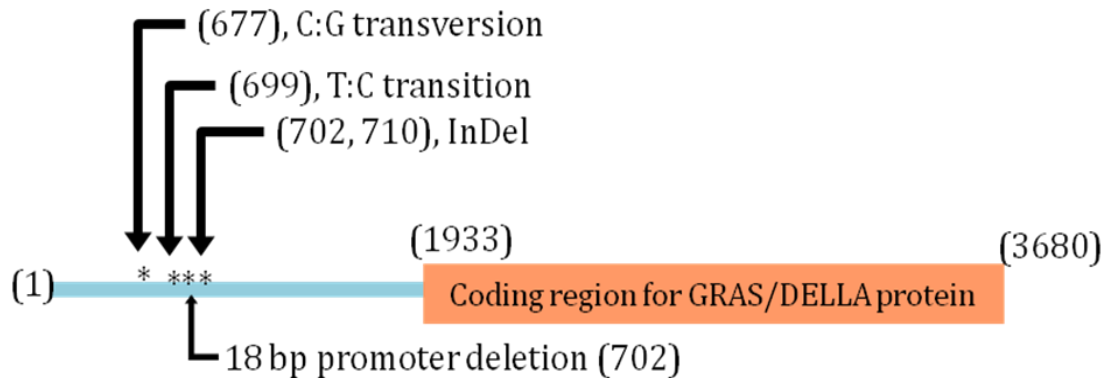 (677), C:G transversion
(699), T:C transition
(702, 710), InDel
(1933)
(3680)
* ***
(1)
Coding region for GRAS/DELLA protein
18 bp promoter deletion (702)